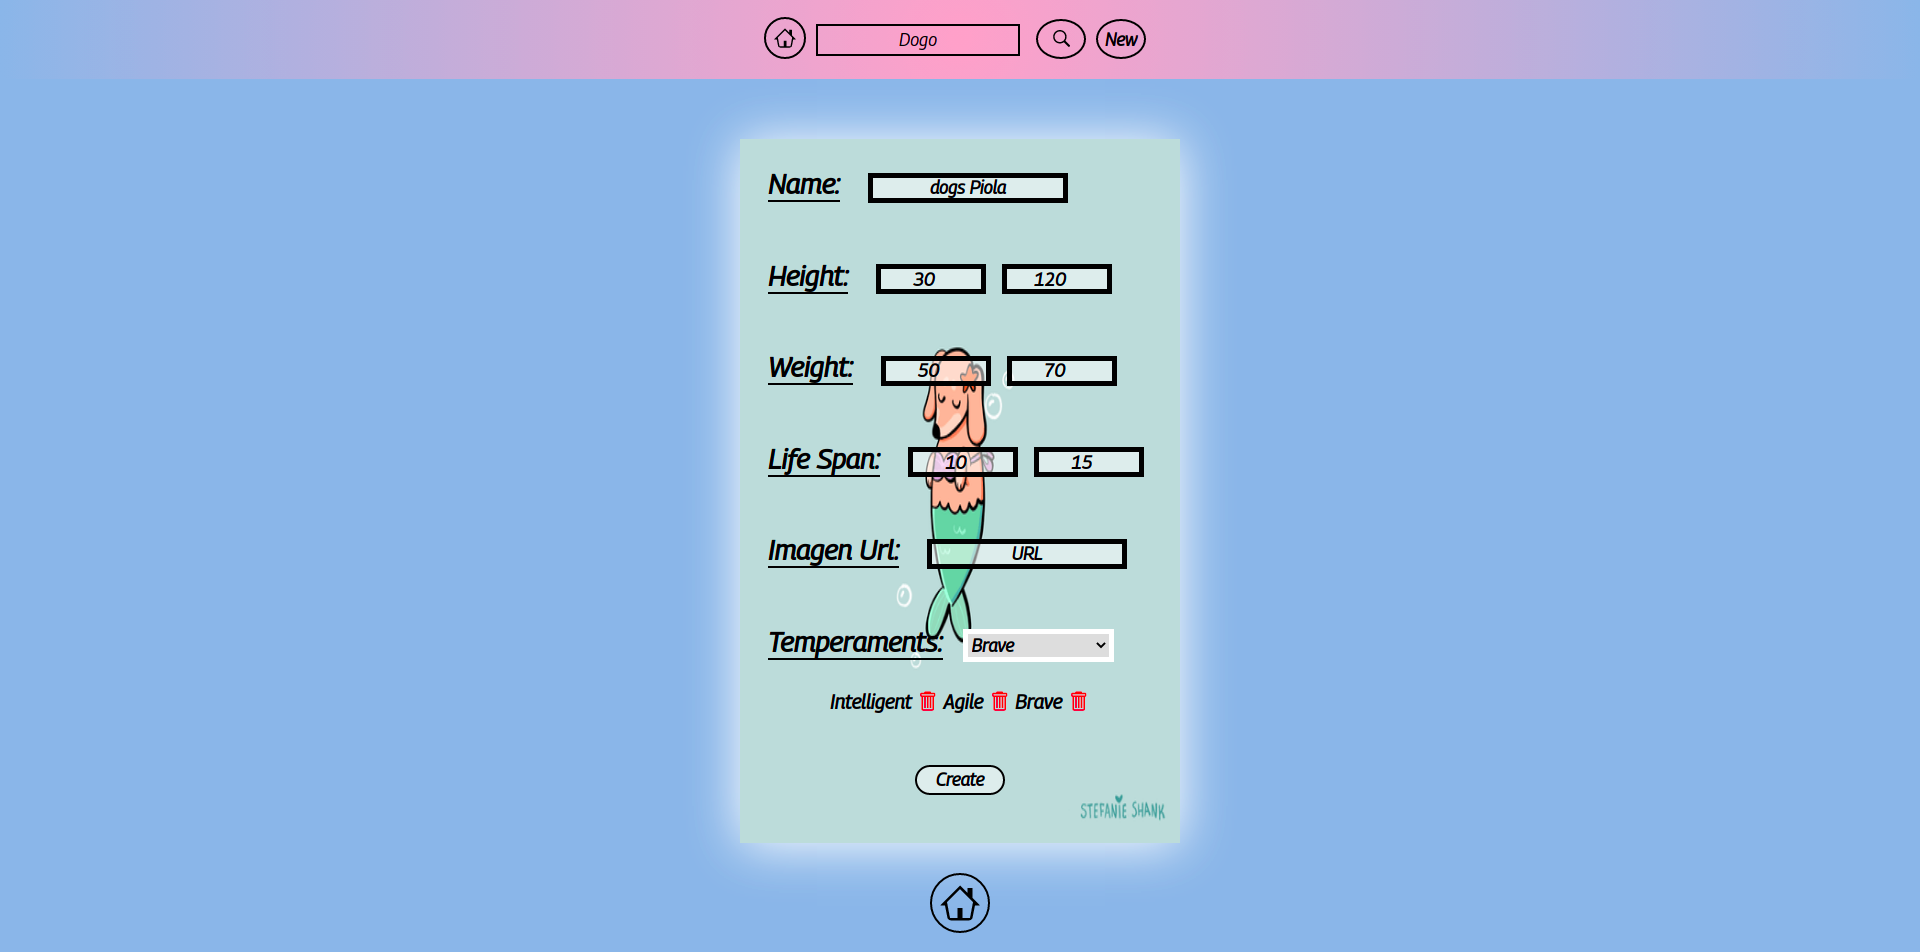 Dogo New
Name: dogs Piola
Height: 30 120
Weight: 50 70
Life Span: 10 15
Imagen Url: URL
Temperaments: Brave
Intelligent Agile Brave
Create
STEFANIE SHANK